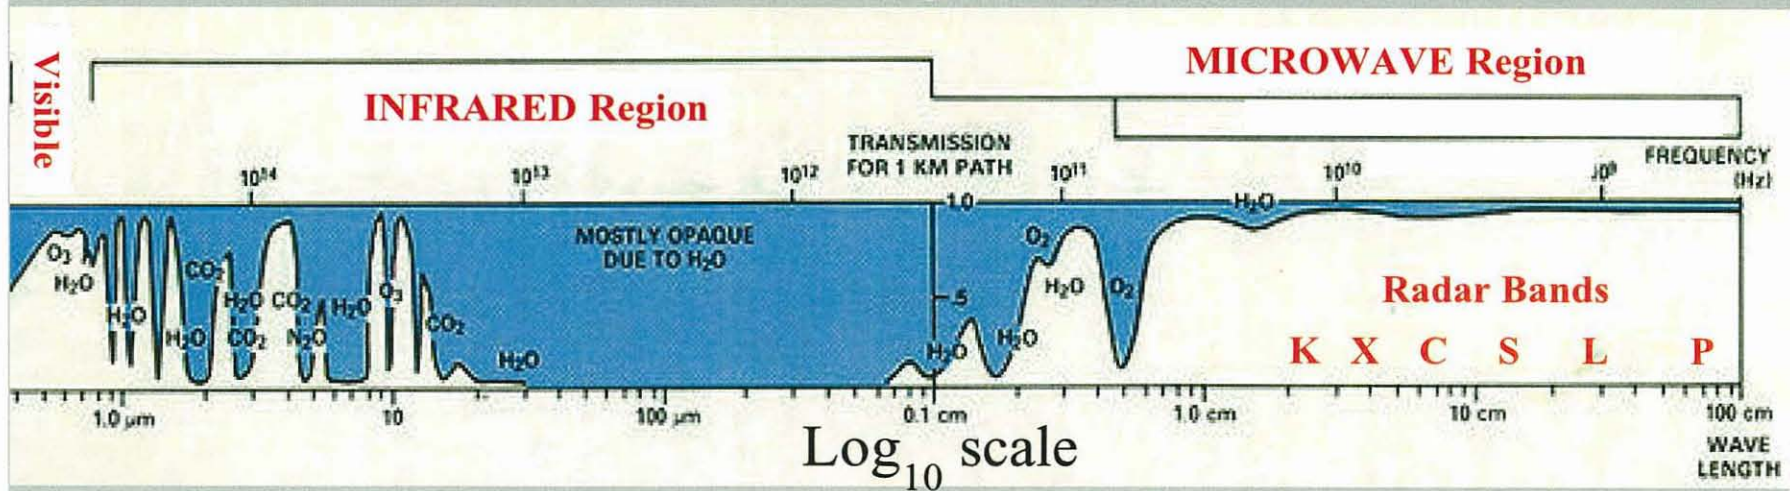 Visible
MICROWAVE Region
INFRARED Region
TRANSMISSION
FOR 1 KM PATH
FREQUENCY
(Hz)
10¹⁴
10¹³
10¹²
10¹¹
10¹⁰
10⁹
1.0
H₂O
MOSTLY OPAQUE
DUE TO H₂O
O₃
H₂O
H₂O
CO₂
H₂O
H₂O
CO₂
CO₂
N₂O
H₂O
O₃
CO₂
H₂O
.5
H₂O
O₂
H₂O
H₂O
O₂
Radar Bands
K X C S L P
1.0 µm
10
100 µm
0.1 cm
1.0 cm
10 cm
100 cm
WAVE
LENGTH
Log₁₀ scale